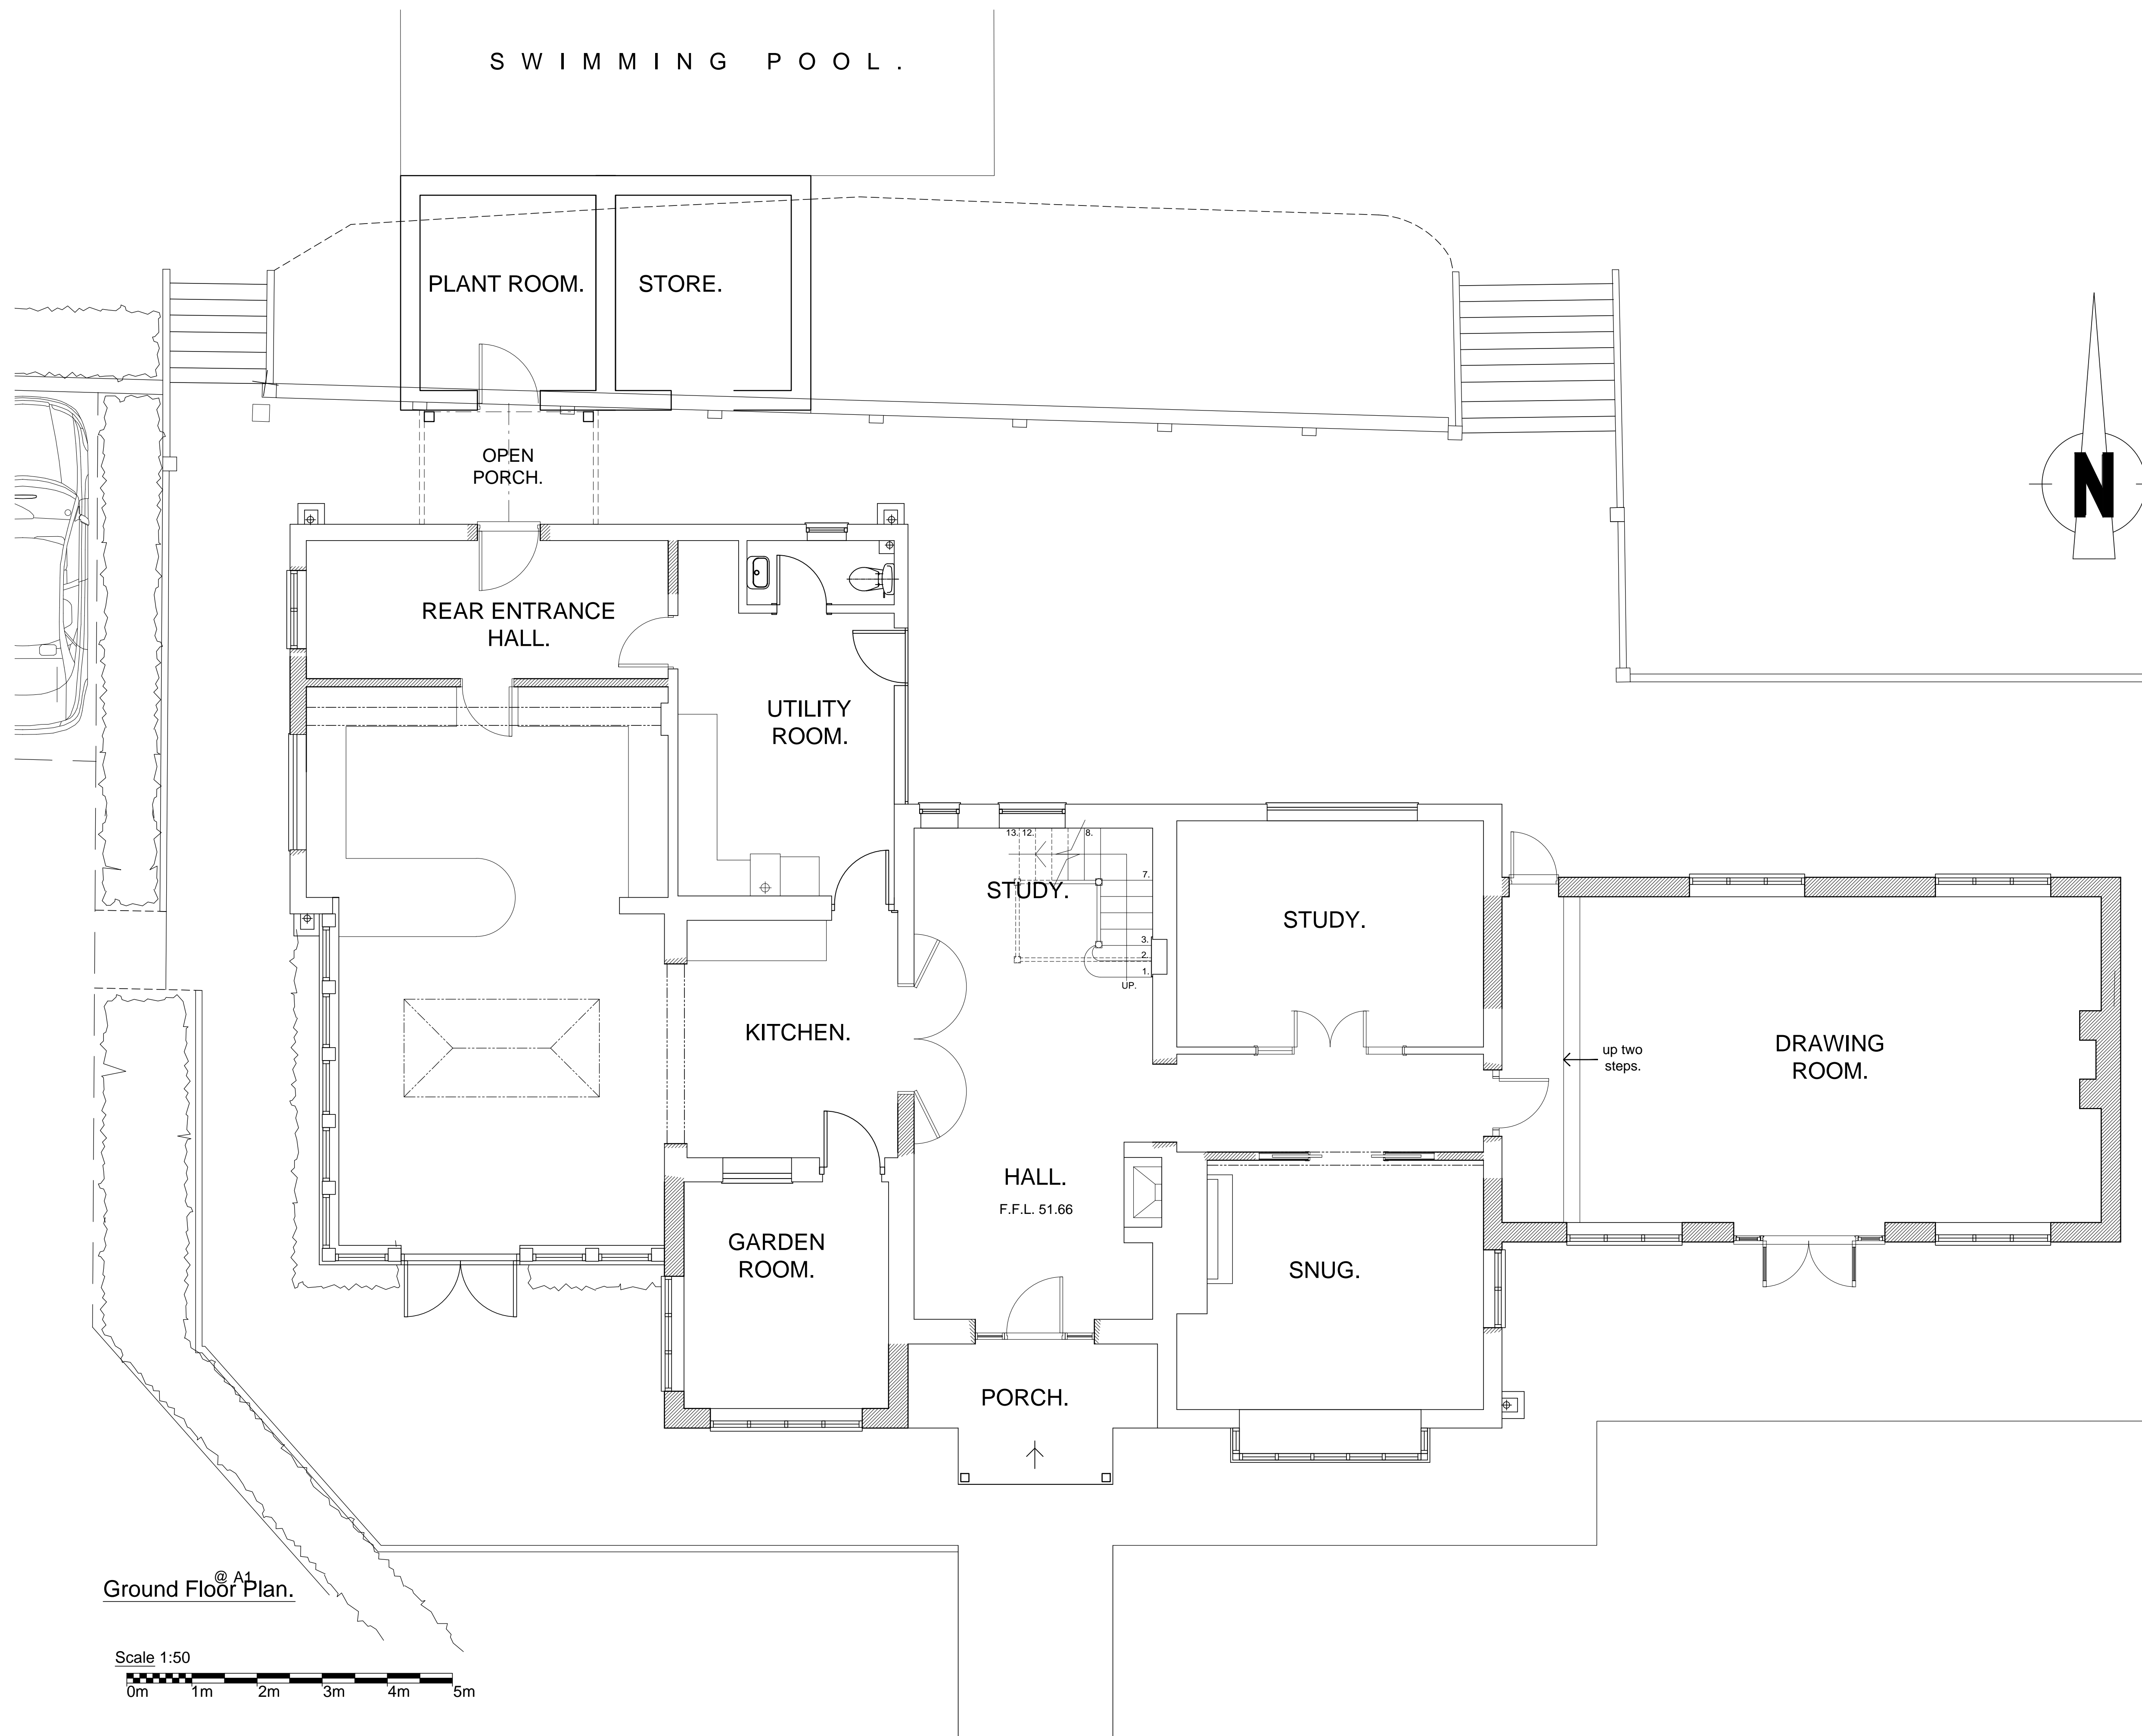 SWIMMING POOL.
PLANT ROOM.
STORE.
OPEN
PORCH.
N
REAR ENTRANCE
HALL.
UTILITY
ROOM.
13.
12.
8.
7.
3.
2.
1.
UP.
STUDY.
STUDY.
KITCHEN.
up two
steps.
DRAWING
ROOM.
HALL.
F.F.L. 51.66
GARDEN
ROOM.
SNUG.
PORCH.
@ A1
Ground Floor Plan.
Scale 1:50
0m 1m 2m 3m 4m 5m